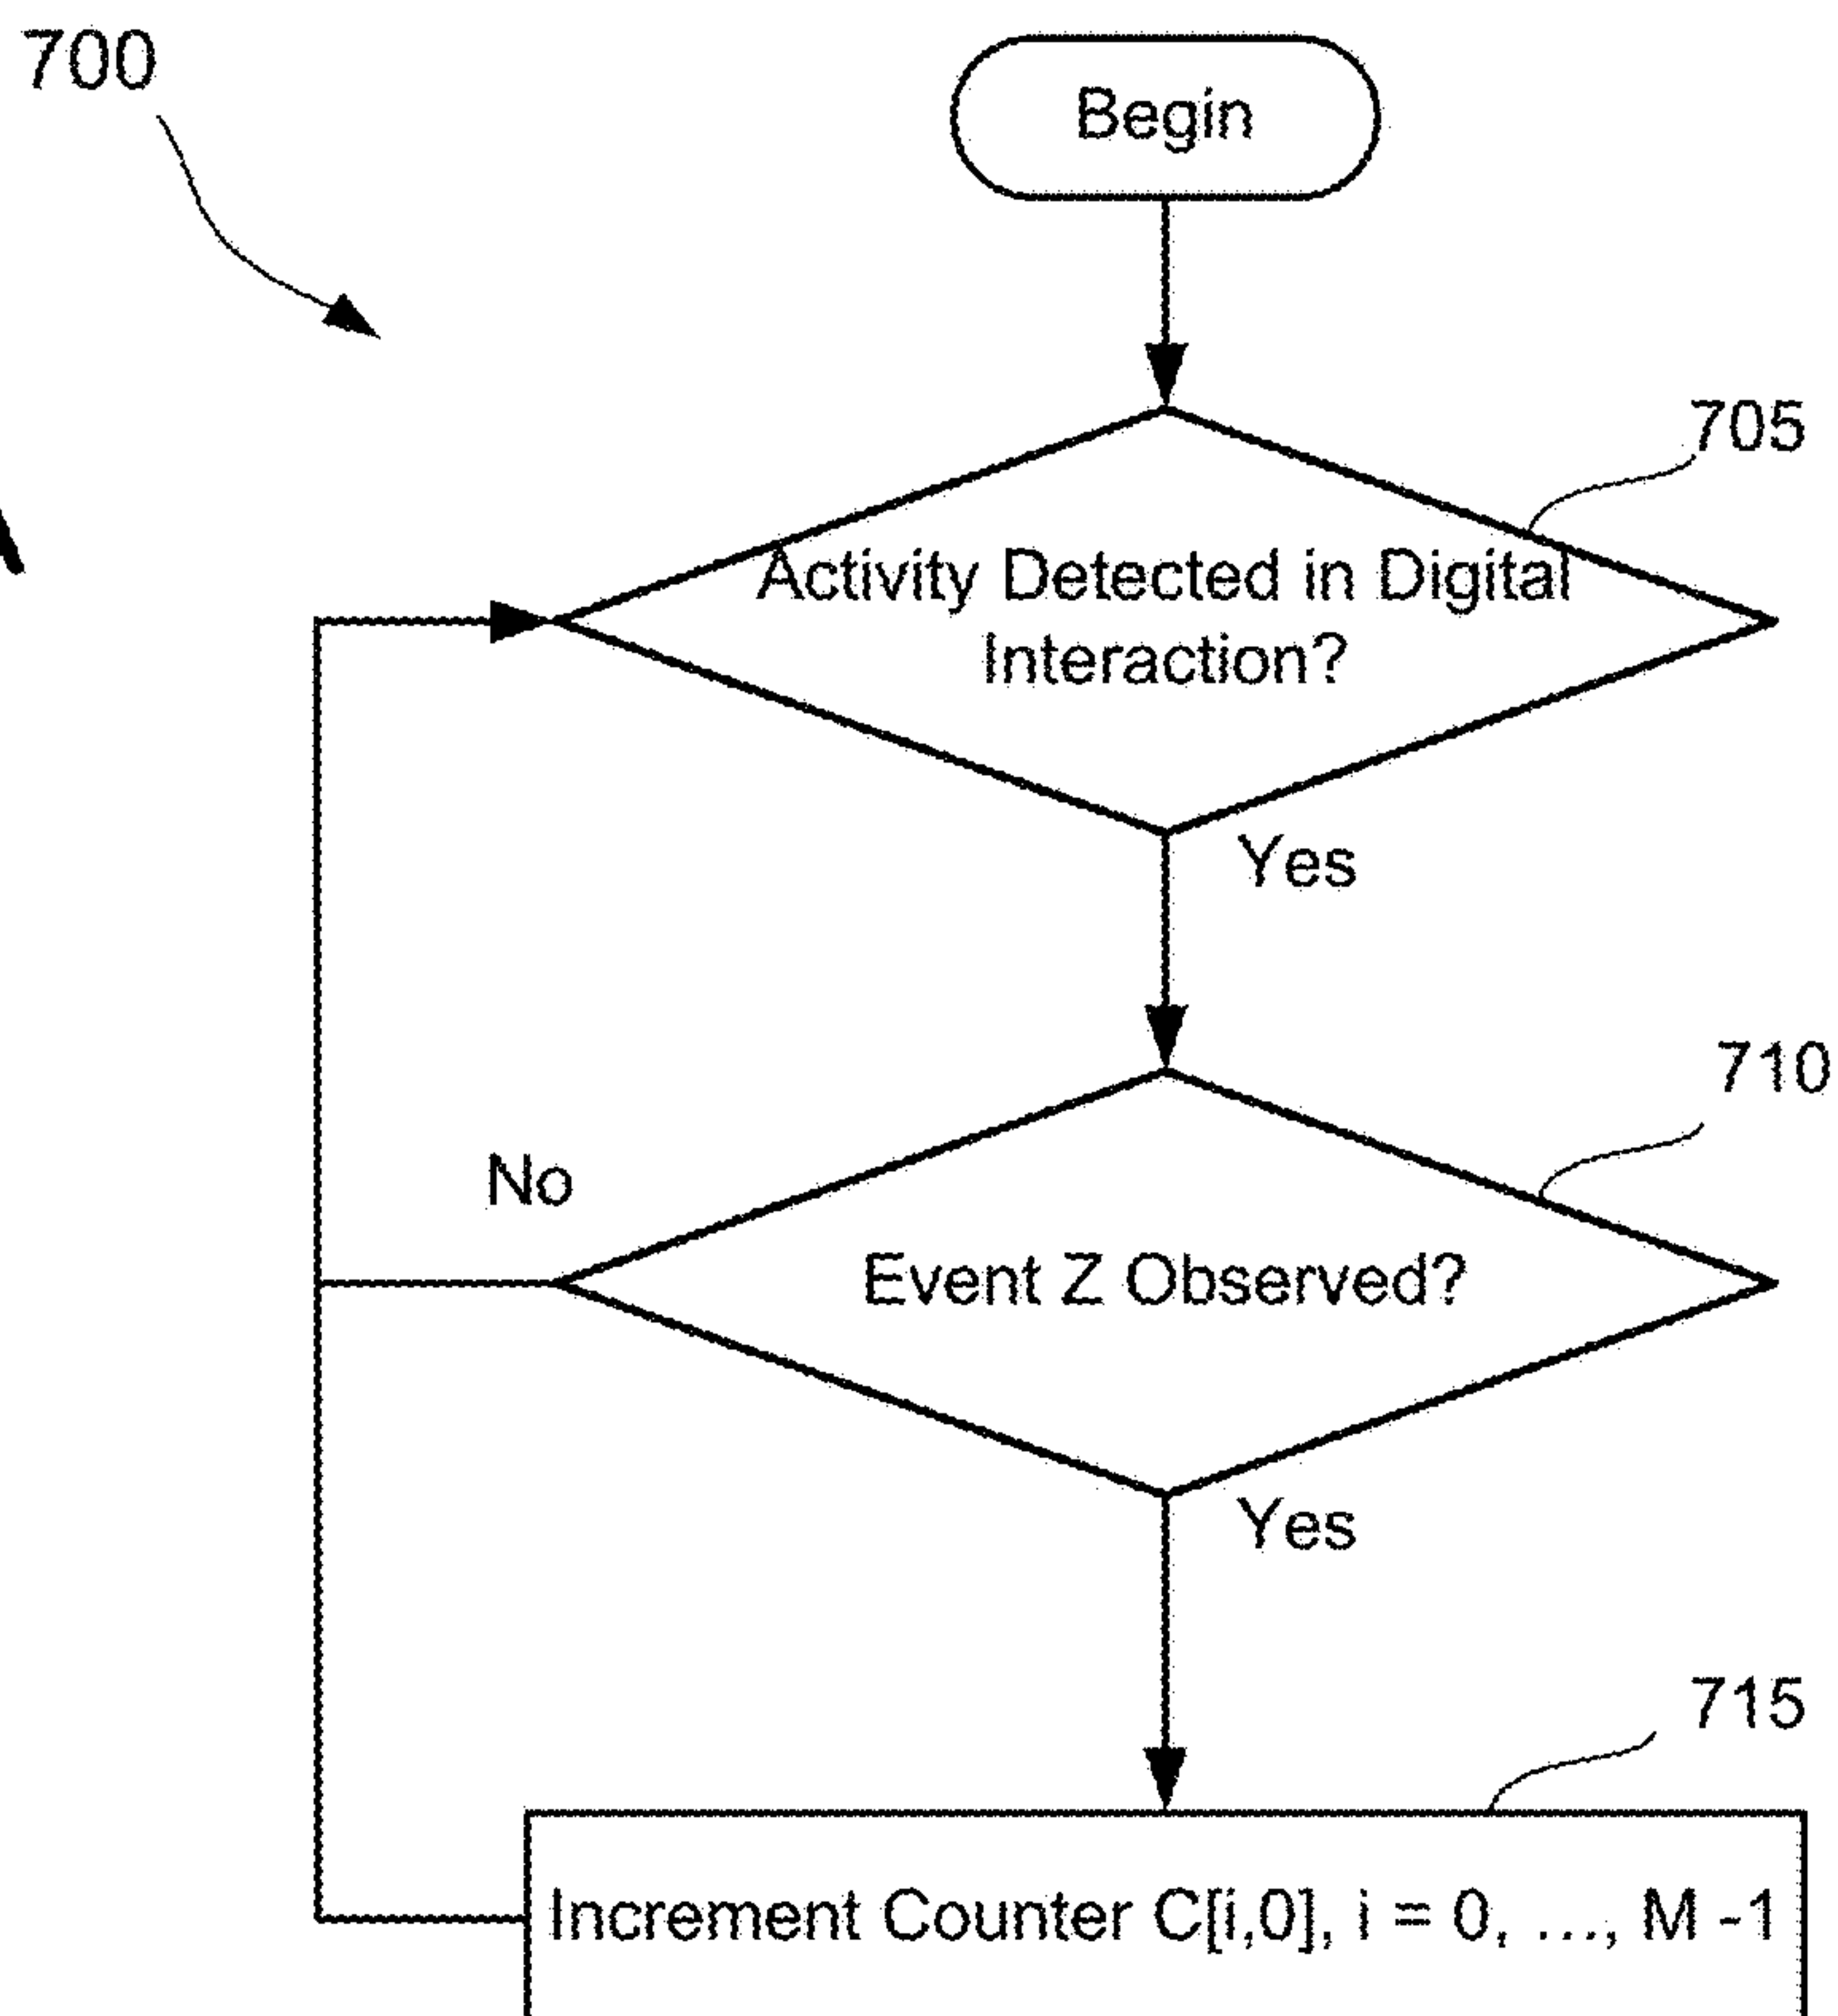 700
Begin
705
Activity Detected in Digital
Interaction?
Yes
710
No
Event Z Observed?
Yes
715
Increment Counter C[i,0], i = 0, ..., M -1